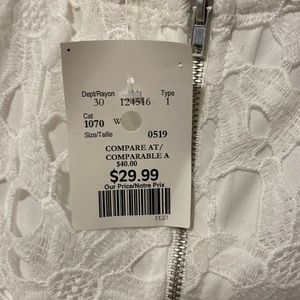 Dept/Rayon Style Type
30 124516 1
Cat
1070 W
Size/Taille 0519
COMPARE AT/
COMPARABLE A
$40.00
$29.99
Our Price/Notre Prix